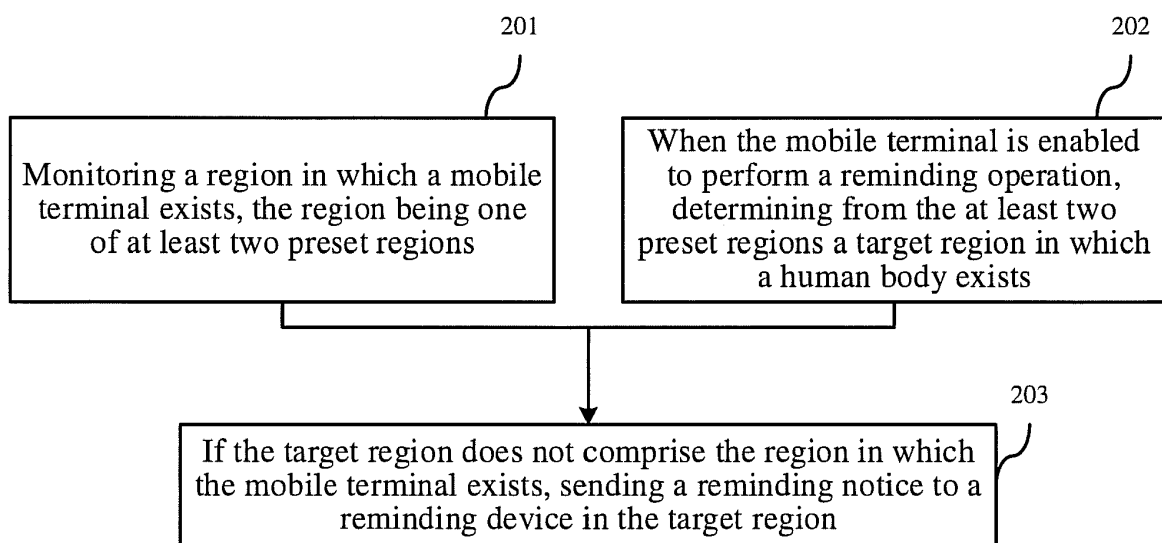 201
202
Monitoring a region in which a mobile
terminal exists, the region being one
of at least two preset regions
When the mobile terminal is enabled
to perform a reminding operation,
determining from the at least two
preset regions a target region in which
a human body exists
203
If the target region does not comprise the region in which
the mobile terminal exists, sending a reminding notice to a
reminding device in the target region